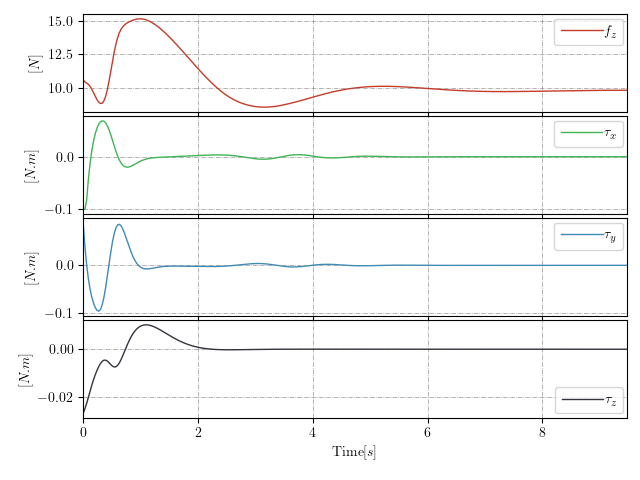 15.0
12.5
10.0
[N]
f_z
0.0
−0.1
[N.m]
τ_x
0.0
−0.1
[N.m]
τ_y
0.00
−0.02
[N.m]
τ_z
0 2 4 6 8
Time[s]